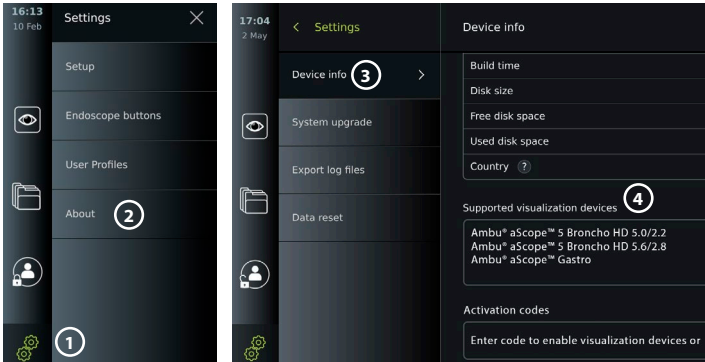 16:13
10 Feb
Settings
Setup
Endoscope buttons
User Profiles
About
2
1
17:04
2 May
< Settings
Device info
3
>
System upgrade
Export log files
Data reset
Device info
Build time
Disk size
Free disk space
Used disk space
Country ?
4
Supported visualization devices
Ambu® aScope™ 5 Broncho HD 5.0/2.2
Ambu® aScope™ 5 Broncho HD 5.6/2.8
Ambu® aScope™ Gastro
Activation codes
Enter code to enable visualization devices or